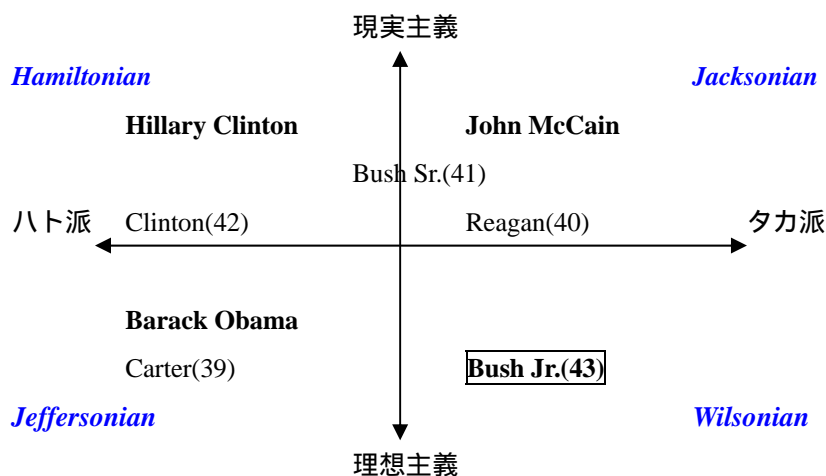 現実主義
Hamiltonian Jacksonian
Hillary Clinton John McCain
Bush Sr.(41)
ハト派 Clinton(42) Reagan(40) タカ派
Barack Obama
Carter(39) Bush Jr.(43)
Jeffersonian Wilsonian
理想主義